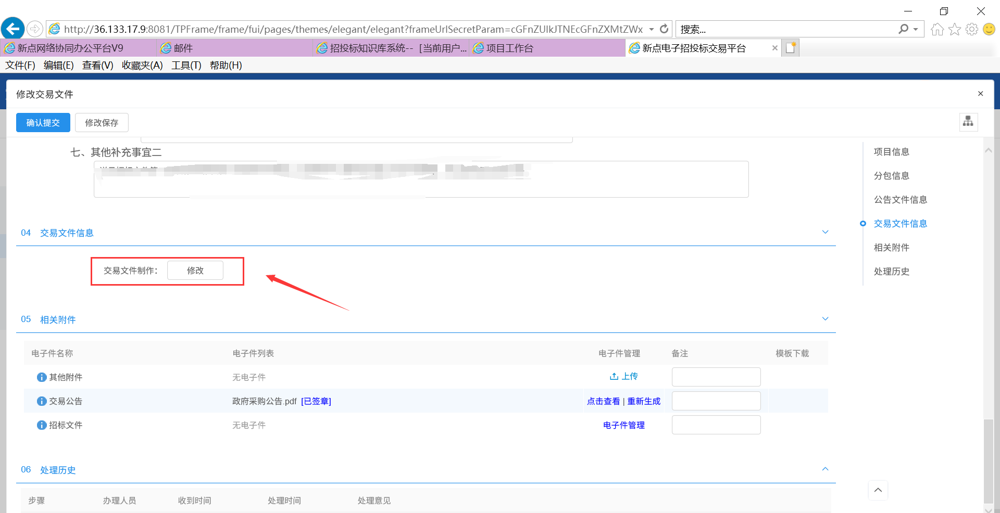 http://36.133.17.9:8081/TPFrame/frame/fui/pages/themes/elegant/elegant?frameUrlSecretParam=cGFnZUlkJTNEcGFnZXMtZWx
搜索...
新点网络协同办公平台V9
邮件
招投标知识库系统--［当前用户...
项目工作台
新点电子招投标交易平台
文件(F) 编辑(E) 查看(V) 收藏夹(A) 工具(T) 帮助(H)
修改交易文件
确认提交 修改保存
七、其他补充事宜二
项目信息
分包信息
公告文件信息
交易文件信息
相关附件
处理历史
04 交易文件信息
交易文件制作： 修改
05 相关附件
电子件名称 电子件列表 电子件管理 备注 模板下载
其他附件 无电子件 上传
交易公告 政府采购公告.pdf [已签章] 点击查看 | 重新生成
招标文件 无电子件 电子件管理
06 处理历史
步骤 办理人员 收到时间 处理时间 处理意见